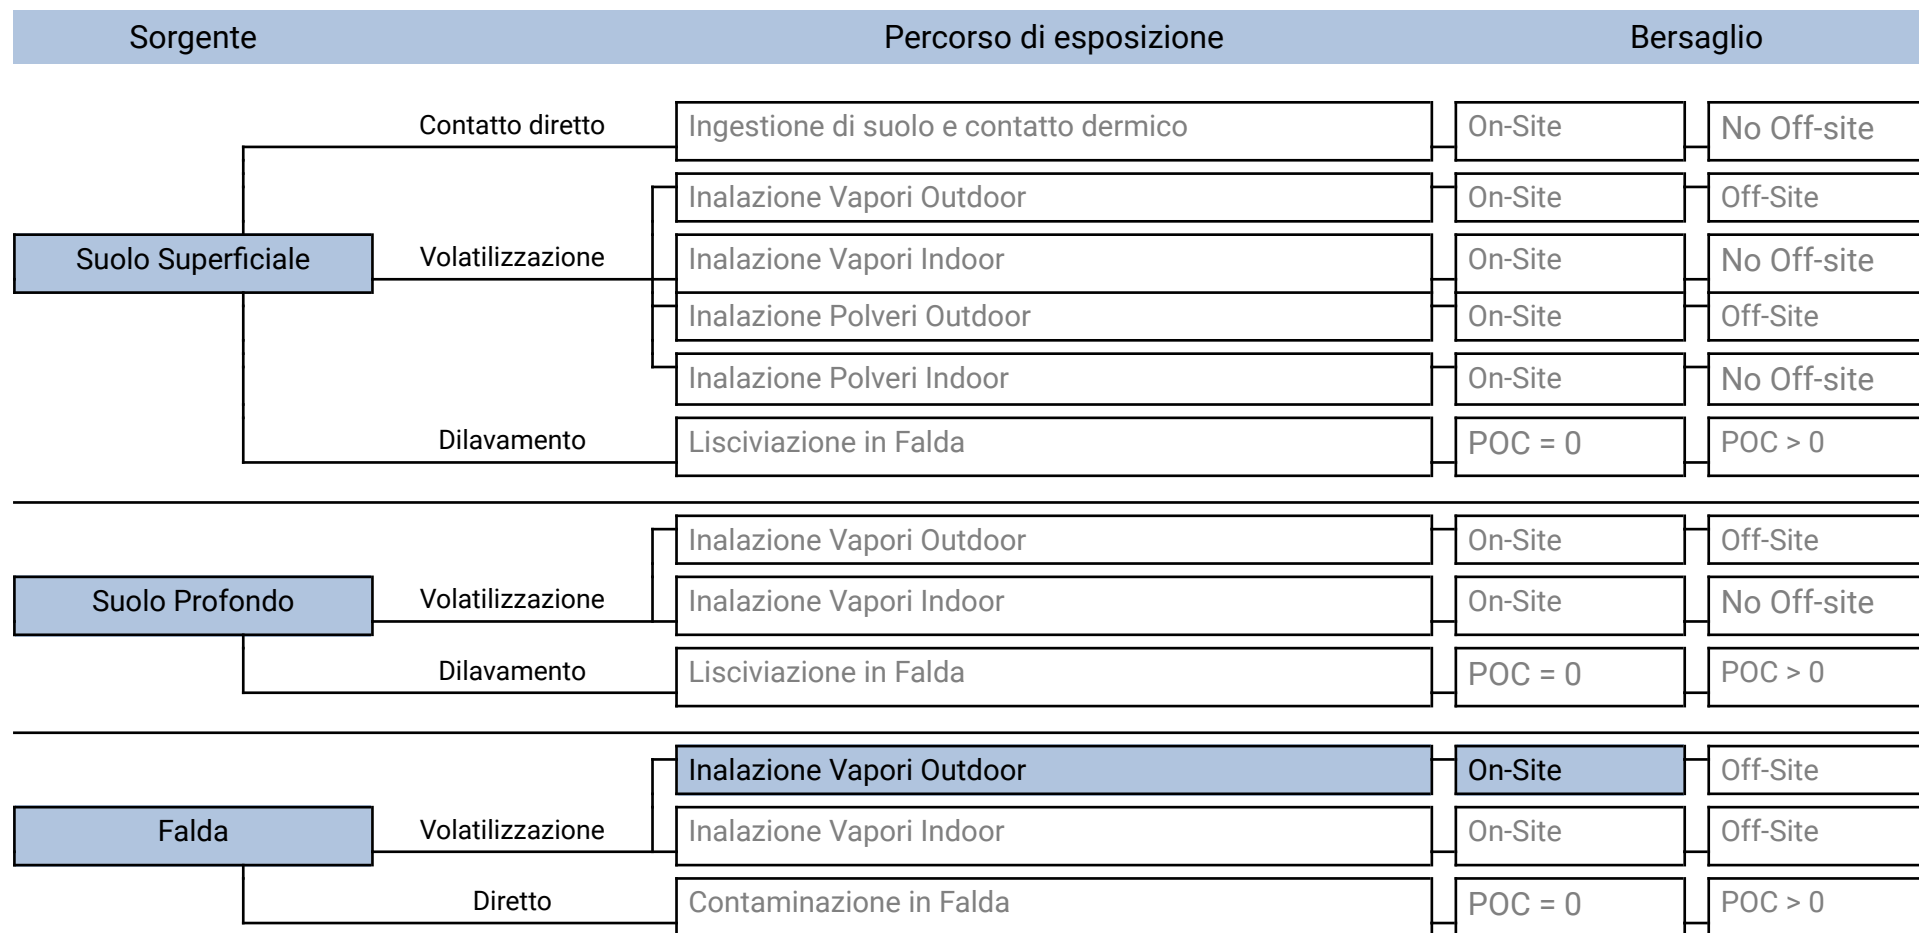 Sorgente Percorso di esposizione Bersaglio
Contatto diretto Ingestione di suolo e contatto dermico On-Site No Off-site
Inalazione Vapori Outdoor On-Site Off-Site
Suolo Superficiale Volatilizzazione Inalazione Vapori Indoor On-Site No Off-site
Inalazione Polveri Outdoor On-Site Off-Site
Inalazione Polveri Indoor On-Site No Off-site
Dilavamento Lisciviazione in Falda POC = 0 POC > 0
Inalazione Vapori Outdoor On-Site Off-Site
Suolo Profondo Volatilizzazione Inalazione Vapori Indoor On-Site No Off-site
Dilavamento Lisciviazione in Falda POC = 0 POC > 0
Inalazione Vapori Outdoor On-Site Off-Site
Falda Volatilizzazione Inalazione Vapori Indoor On-Site Off-Site
Diretto Contaminazione in Falda POC = 0 POC > 0